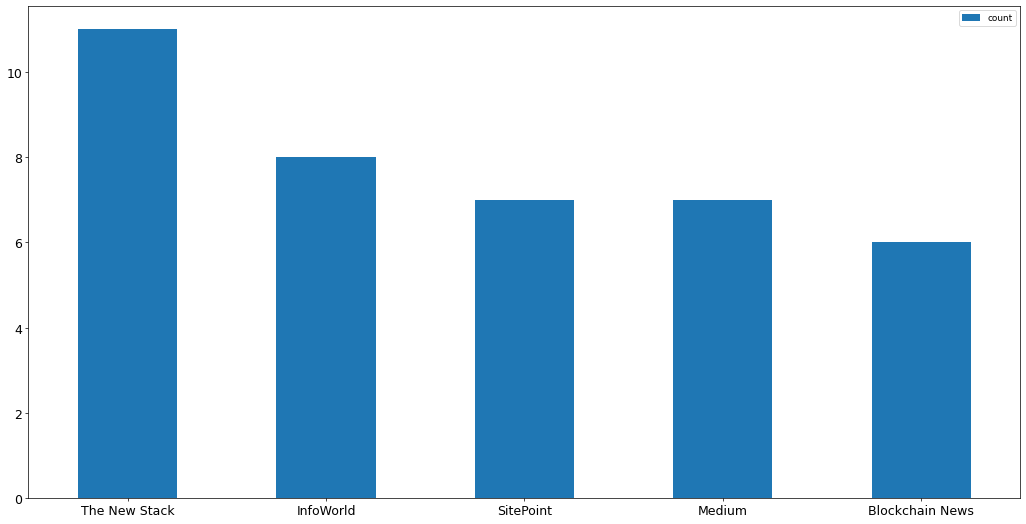 count
10
8
6
4
2
0
The New Stack
InfoWorld
SitePoint
Medium
Blockchain News